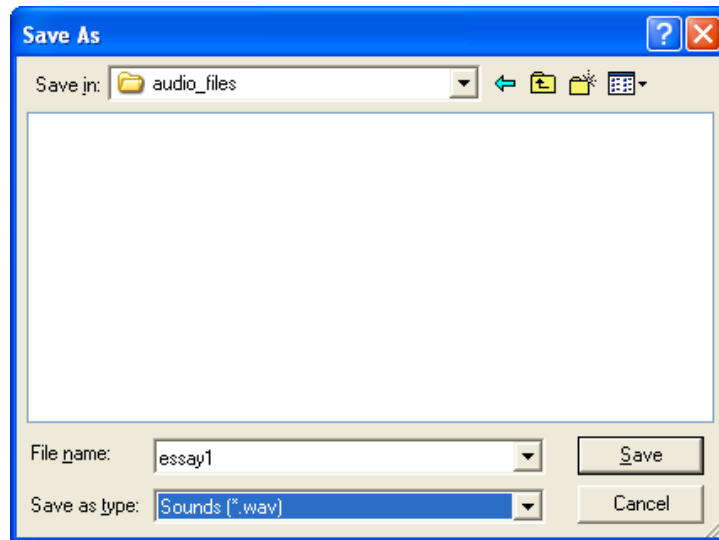 Save As
Save in: audio_files
File name: essay1 Save
Save as type: Sounds (*.wav) Cancel